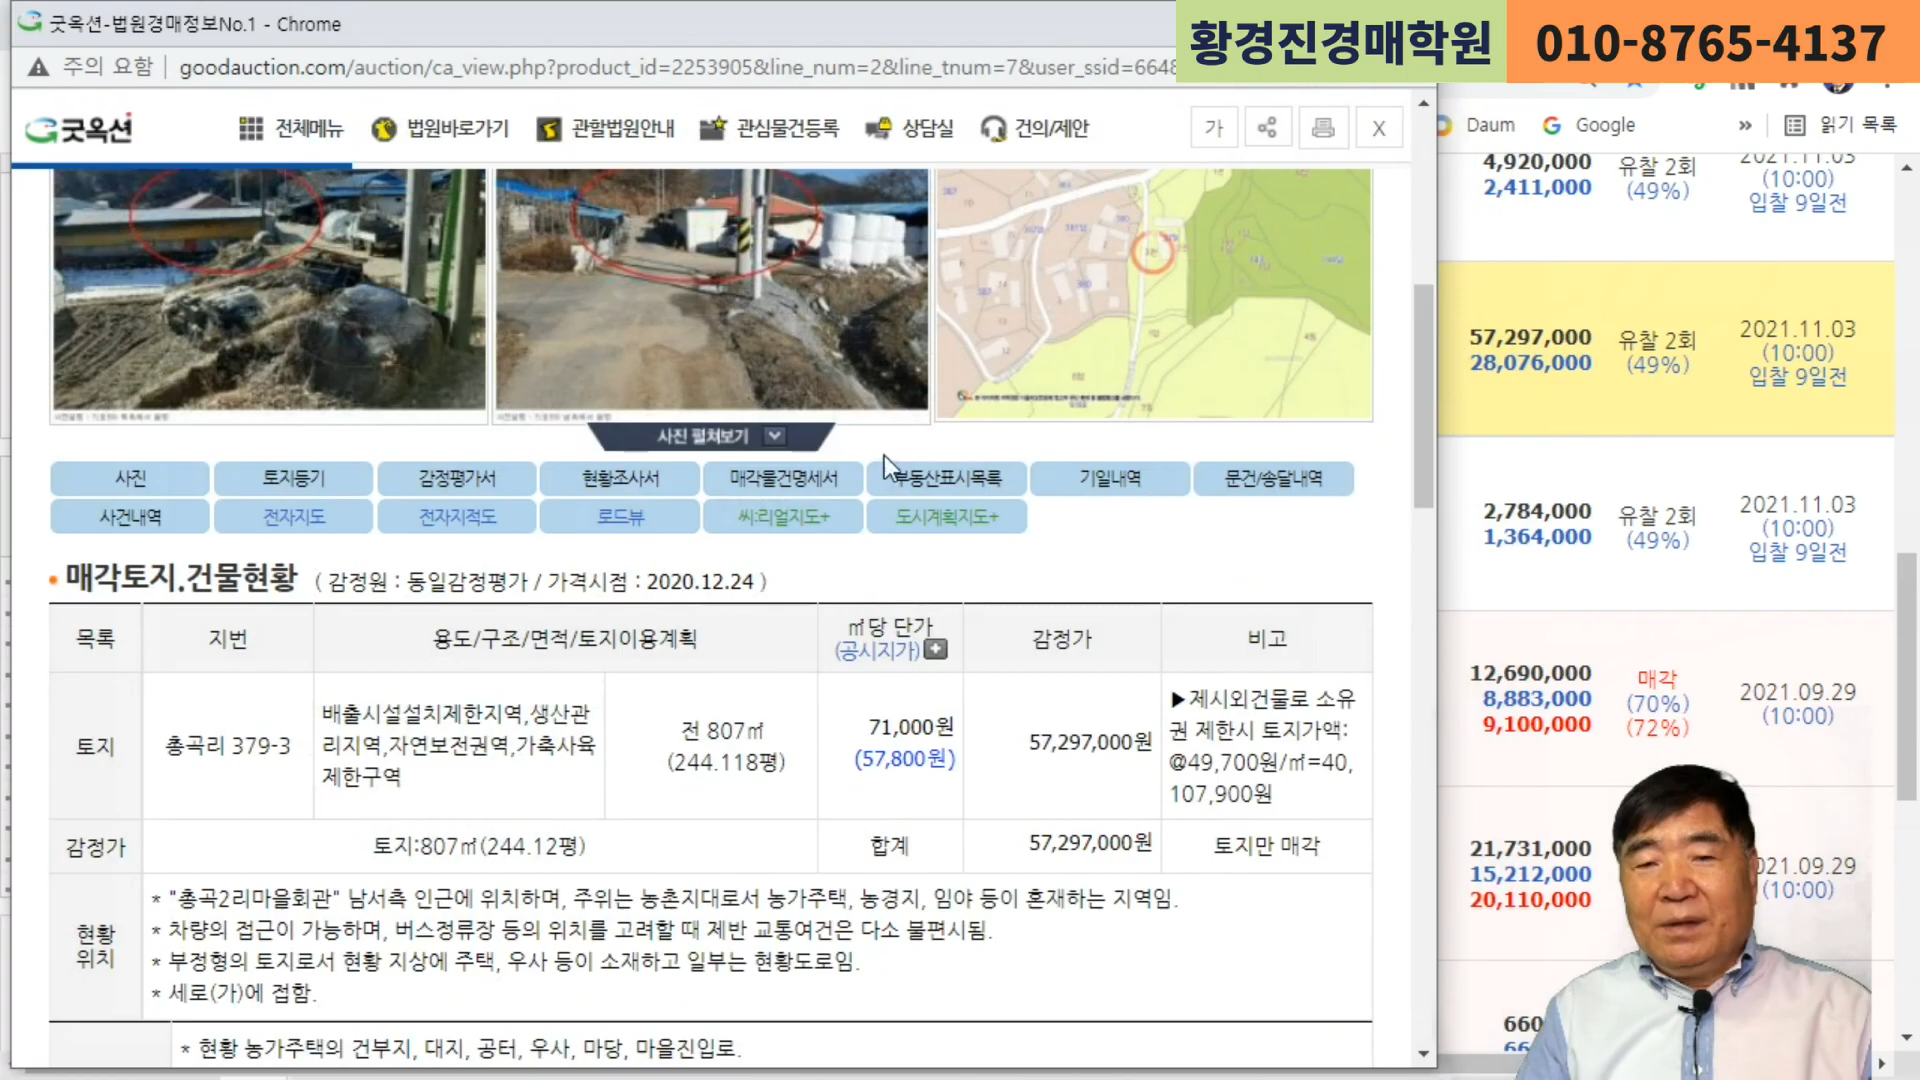 굿옥션-법원경매정보No.1 - Chrome
황경진경매학원 010-8765-4137
주의 요함 goodauction.com/auction/ca_view.php?product_id=2253905&line_num=2&line_tnum=7&user_ssid=6648
굿옥션 전체메뉴 법원바로가기 관할법원안내 관심물건등록 상담실 건의/제안 가 X
Daum Google » 읽기 목록
사진 펼쳐보기
사진 토지등기 감정평가서 현황조사서 매각물건명세서 부동산표시목록 기일내역 문건/송달내역
사건내역 전자지도 전자지적도 로드뷰 씨:리얼지도+ 도시계획지도+
매각토지.건물현황 ( 감정원 : 동일감정평가 / 가격시점 : 2020.12.24 )
목록 지번 용도/구조/면적/토지이용계획 ㎡당 단가 (공시지가) 감정가 비고
토지 총곡리 379-3
배출시설설치제한지역,생산관
리지역,자연보전권역,가축사육
제한구역
전 807㎡
(244.118평)
71,000원
(57,800원)
57,297,000원
▶제시외건물로 소유
권 제한시 토지가액:
@49,700원/㎡=40,
107,900원
감정가 토지:807㎡(244.12평) 합계 57,297,000원 토지만 매각
현황
위치
* "총곡2리마을회관" 남서측 인근에 위치하며, 주위는 농촌지대로서 농가주택, 농경지, 임야 등이 혼재하는 지역임.
* 차량의 접근이 가능하며, 버스정류장 등의 위치를 고려할 때 제반 교통여건은 다소 불편시됨.
* 부정형의 토지로서 현황 지상에 주택, 우사 등이 소재하고 일부는 현황도로임.
* 세로(가)에 접함.
* 현황 농가주택의 건부지, 대지, 공터, 우사, 마당, 마을진입로.
4,920,000 유찰 2회 2021.11.03
2,411,000 (49%) (10:00)
입찰 9일전
57,297,000 유찰 2회 2021.11.03
28,076,000 (49%) (10:00)
입찰 9일전
2,784,000 유찰 2회 2021.11.03
1,364,000 (49%) (10:00)
입찰 9일전
12,690,000 매각 2021.09.29
8,883,000 (70%) (10:00)
9,100,000 (72%)
21,731,000 021.09.29
15,212,000 (10:00)
20,110,000
660